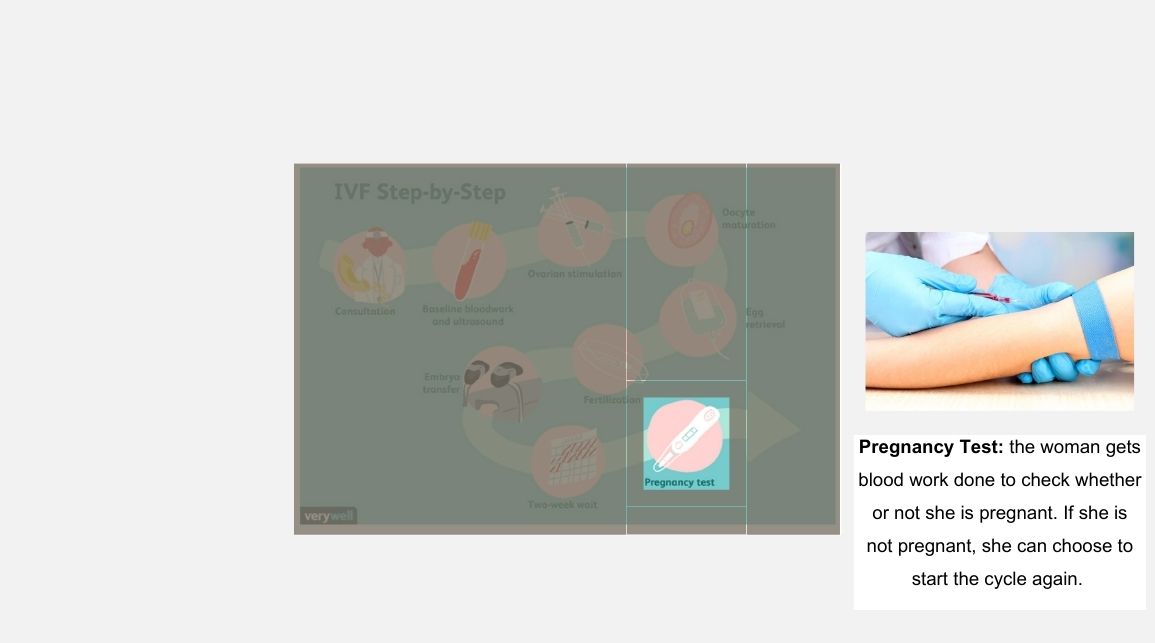 IVF Step-by-Step
Oocyte
maturation
Ovarian stimulation
Consultation
Baseline bloodwork
and ultrasound
Egg
retrieval
Embryo
transfer
Fertilization
Pregnancy test
Two-week wait
verywell
Pregnancy Test: the woman gets
blood work done to check whether
or not she is pregnant. If she is
not pregnant, she can choose to
start the cycle again.